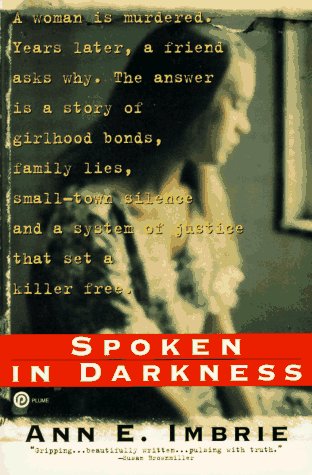 A woman is murdered.
Years later, a friend
asks why. The answer
is a story of
girlhood bonds,
family lies,
small-town silence
and a system of justice
that set a
killer free.
SPOKEN
IN DARKNESS
PLUME
ANN E. IMBRIE
"Gripping...beautifully written...pulsing with truth."
—Susan Brownmiller